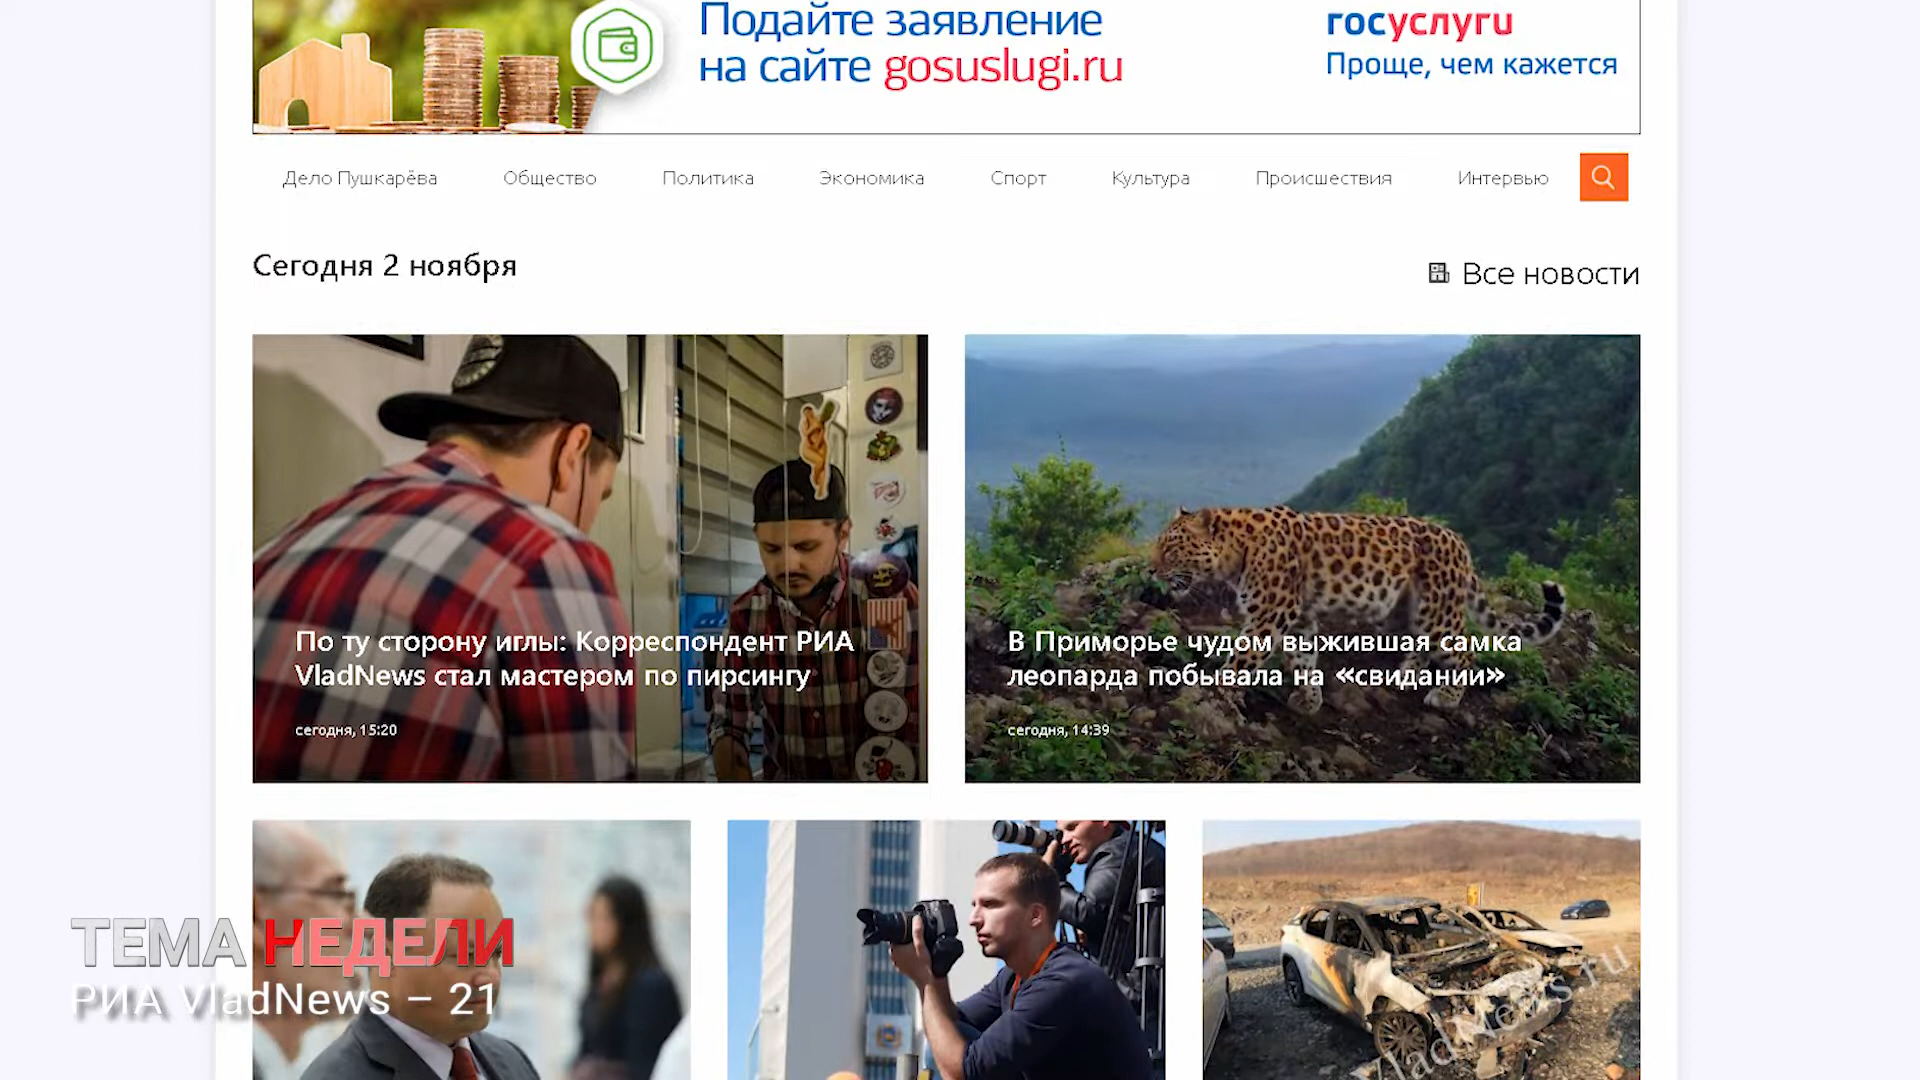 Подайте заявление
на сайте gosuslugi.ru
госуслуги
Проще, чем кажется
Дело Пушкарёва Общество Политика Экономика Спорт Культура Происшествия Интервью
Сегодня 2 ноября
Все новости
По ту сторону иглы: Корреспондент РИА
VladNews стал мастером по пирсингу
сегодня, 15:20
В Приморье чудом выжившая самка
леопарда побывала на «свидании»
сегодня, 14:39
ТЕМА НЕДЕЛИ
РИА VladNews – 21
VladNews.ru